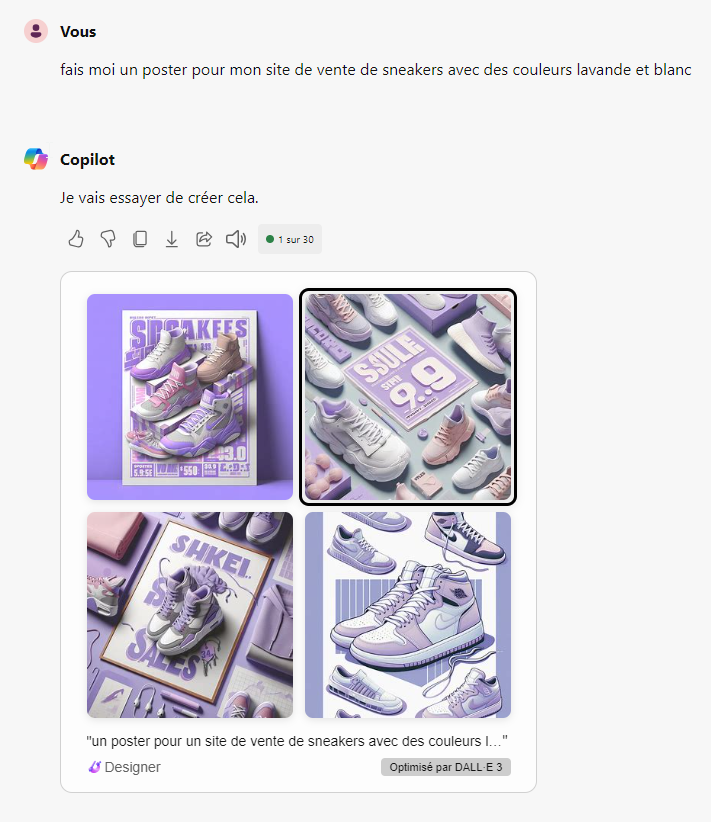 Vous
fais moi un poster pour mon site de vente de sneakers avec des couleurs lavande et blanc
Copilot
Je vais essayer de créer cela.
1 sur 30
SPRAKEES
SSULE
9.9
SHKEL
SALES
"un poster pour un site de vente de sneakers avec des couleurs l..."
Designer
Optimisé par DALL·E 3